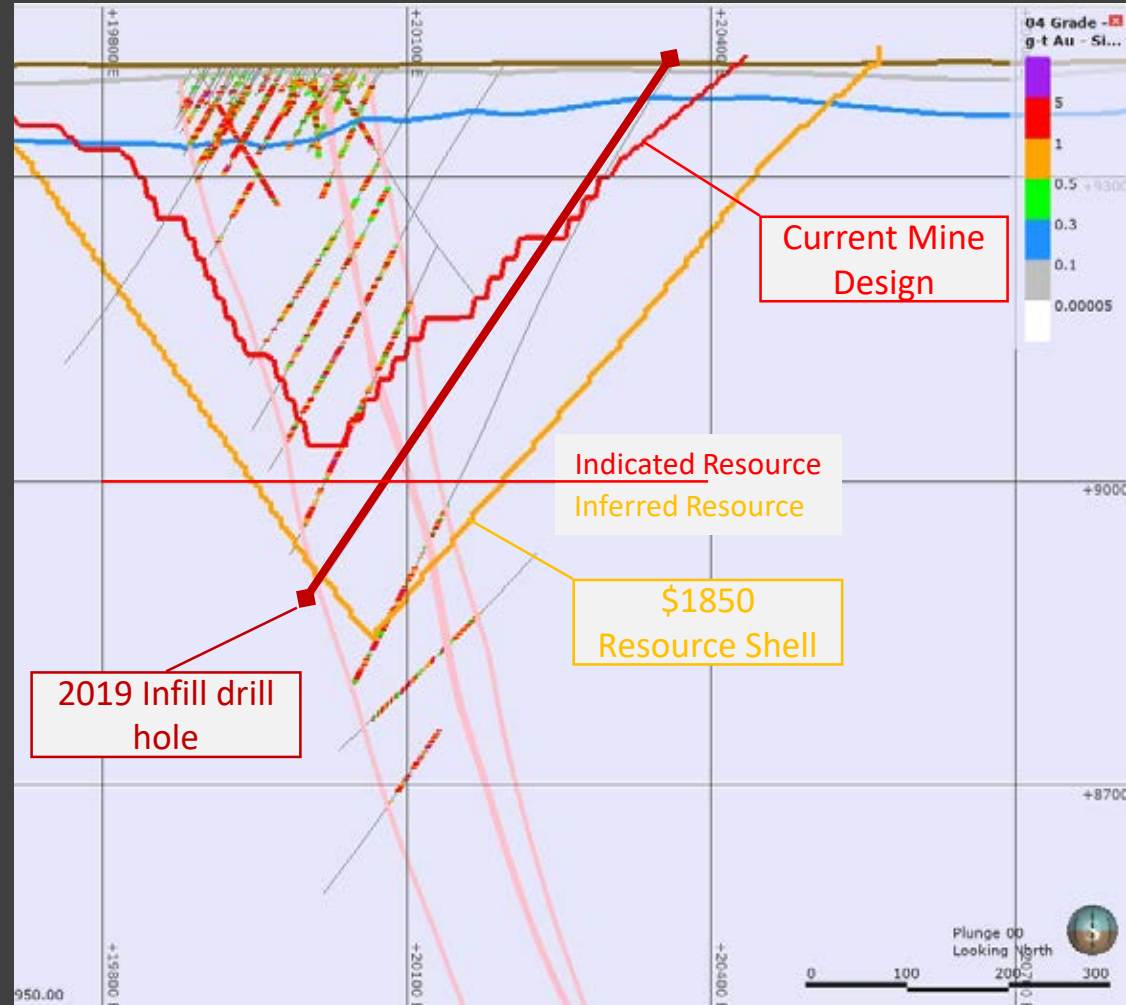 +19800 E
+20100 E
+20400 E
04 Grade -
g-t Au - Si...
5
1
0.5
+9300
0.3
0.1
0.00005
Current Mine
Design
Indicated Resource
Inferred Resource
+9000
$1850
Resource Shell
2019 Infill drill
hole
+8700
Plunge 00
Looking North
0 100 200 300
950.00
+19800 E
+20100 E
+20400 E